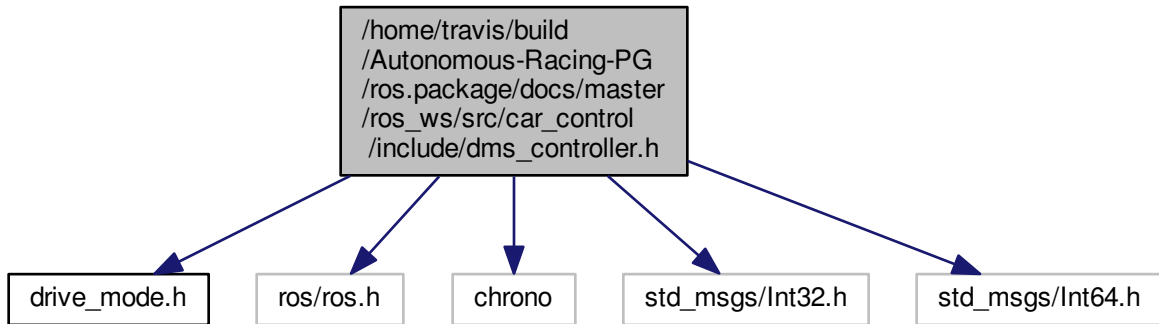 /home/travis/build
/Autonomous-Racing-PG
/ros.package/docs/master
/ros_ws/src/car_control
/include/dms_controller.h
drive_mode.h
ros/ros.h
chrono
std_msgs/Int32.h
std_msgs/Int64.h